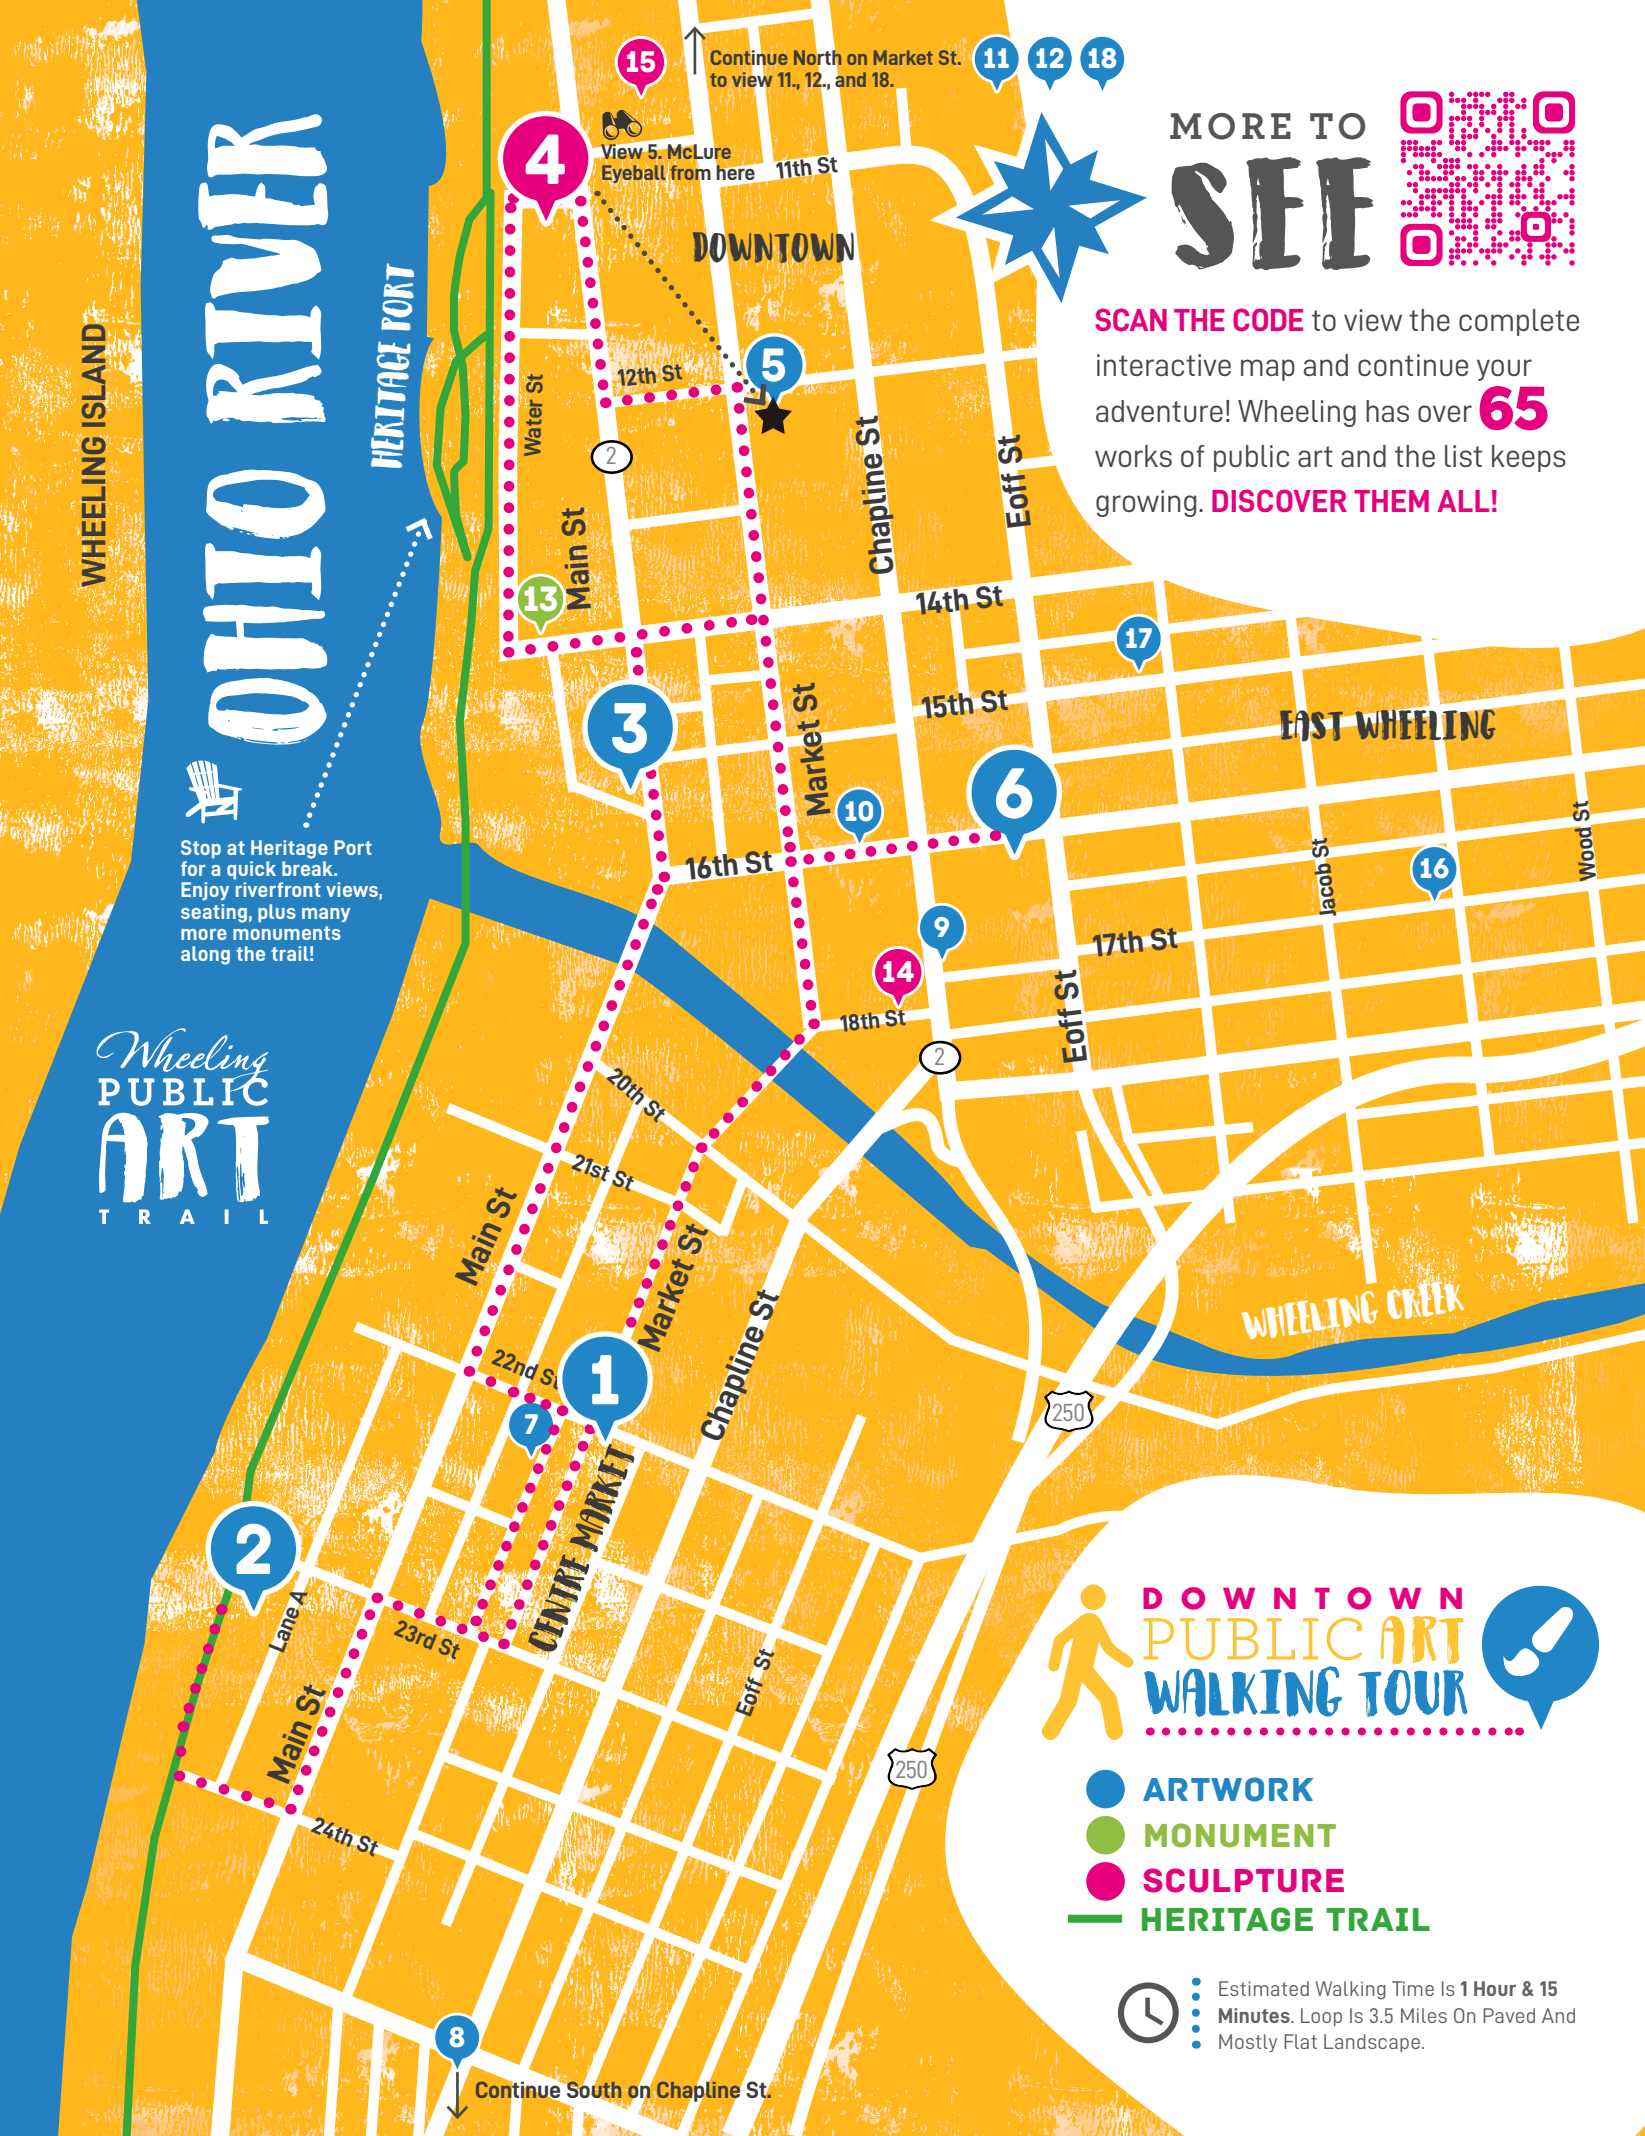 15
Continue North on Market St.
to view 11., 12., and 18.
11
12
18
4
View 5. McLure
Eyeball from here
11th St
DOWNTOWN
MORE TO
SEE
SCAN THE CODE to view the complete
interactive map and continue your
adventure! Wheeling has over 65
works of public art and the list keeps
growing. DISCOVER THEM ALL!
WHEELING ISLAND
OHIO RIVER
HERITAGE PORT
Water St
12th St
5
2
Main St
Chapline St
Eoff St
13
14th St
17
3
Market St
15th St
EAST WHEELING
6
10
16th St
Jacob St
16
Wood St
Stop at Heritage Port
for a quick break.
Enjoy riverfront views,
seating, plus many
more monuments
along the trail!
9
14
17th St
18th St
Eoff St
2
Wheeling
PUBLIC
ART
TRAIL
20th St
21st St
Main St
Market St
Chapline St
WHEELING CREEK
22nd St
1
7
250
CENTRE MARKET
2
Lane A
23rd St
Main St
Eoff St
24th St
250
DOWNTOWN
PUBLIC ART
WALKING TOUR
ARTWORK
MONUMENT
SCULPTURE
HERITAGE TRAIL
Estimated Walking Time Is 1 Hour & 15
Minutes. Loop Is 3.5 Miles On Paved And
Mostly Flat Landscape.
8
Continue South on Chapline St.